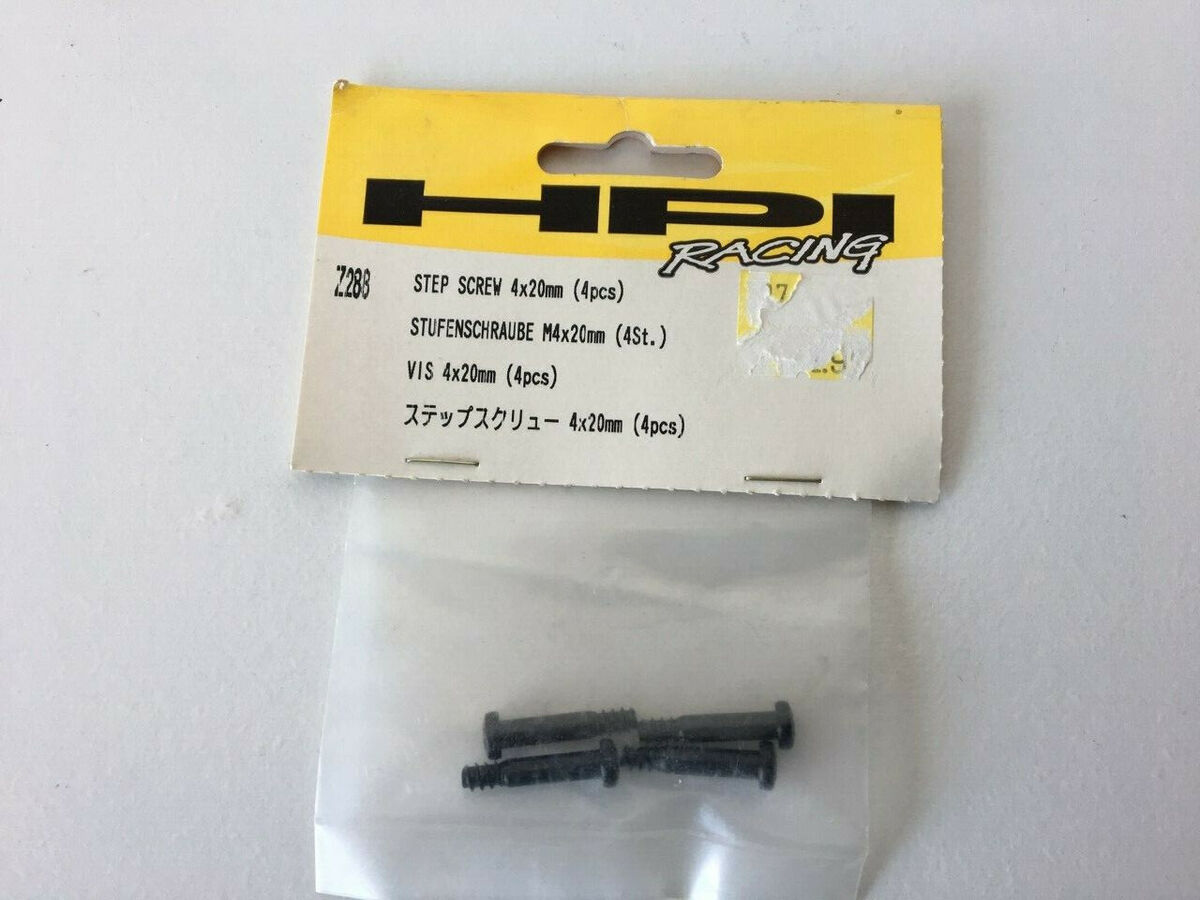 HPI
RACING
Z288
STEP SCREW 4x20mm (4pcs)
STUFENSCHRAUBE M4x20mm (4St.)
VIS 4x20mm (4pcs)
ステップスクリュー 4x20mm (4pcs)